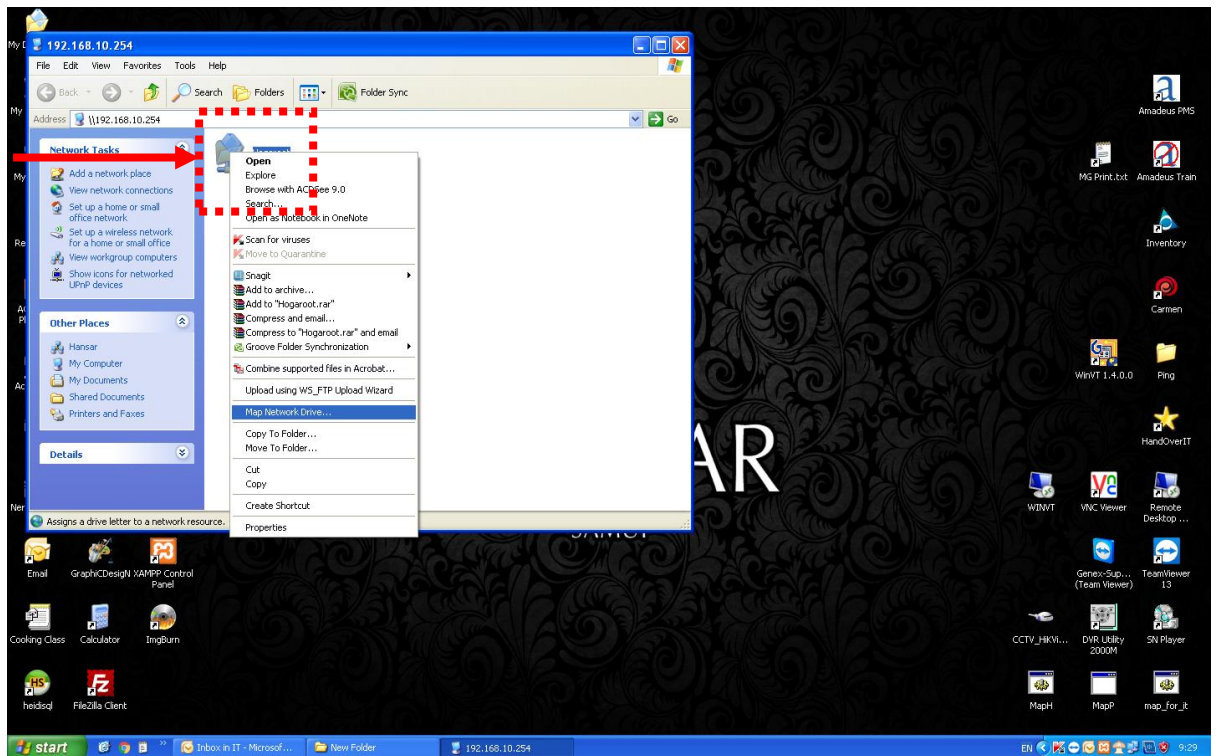 192.168.10.254
File Edit View Favorites Tools Help
Back Search Folders Folder Sync
Address \\192.168.10.254 Go
Network Tasks
Add a network place
View network connections
Set up a home or small
office network
Set up a wireless network
for a home or small office
View workgroup computers
Show icons for networked
UPnP devices
Other Places
Hansar
My Computer
My Documents
Shared Documents
Printers and Faxes
Details
Open
Explore
Browse with ACDSee 9.0
Search...
Open as Notebook in OneNote
Scan for viruses
Move to Quarantine
Snagit
Add to archive...
Add to "Hogaroot.rar"
Compress and email...
Compress to "Hogaroot.rar" and email
Groove Folder Synchronization
Combine supported files in Acrobat...
Upload using WS_FTP Upload Wizard
Map Network Drive...
Copy To Folder...
Move To Folder...
Cut
Copy
Create Shortcut
Properties
Assigns a drive letter to a network resource.
My
My
Re
Ner
Amadeus PMS
MG Print.txt Amadeus Train
Inventory
Carmen
WinVT 1.4.0.0 Ping
HandOverIT
AR
WINVT VNC Viewer Remote
Desktop ...
Email GraphiCDesigN XAMPP Control
Panel
Genex-Sup... TeamViewer
(Team Viewer) 13
Cooking Class Calculator ImgBurn
CCTV_HiKVi... DVR Utility SN Player
2000M
heidisql FileZilla Client
MapH MapP map_for_it
start Inbox in IT - Microsof... New Folder 192.168.10.254 EN 9:29